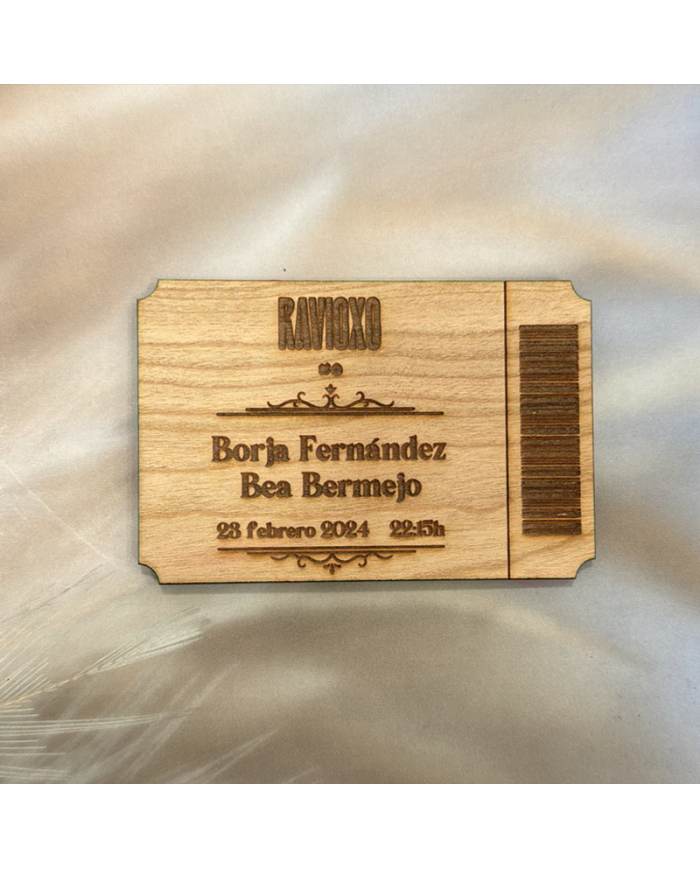 RAVIOXO
Borja Fernández
Bea Bermejo
23 febrero 2024 22:15h